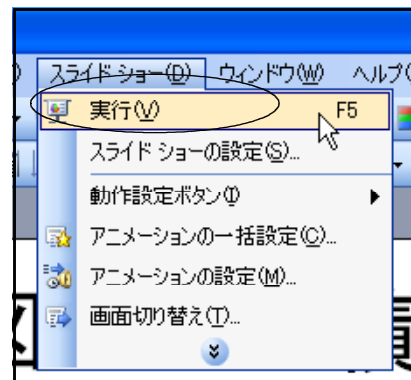 スライド ショー(D) ウィンドウ(W) ヘルプ(
実行(V) F5
スライド ショーの設定(S)...
動作設定ボタン(I)
アニメーションの一括設定(C)...
アニメーションの設定(M)...
画面切り替え(T)...